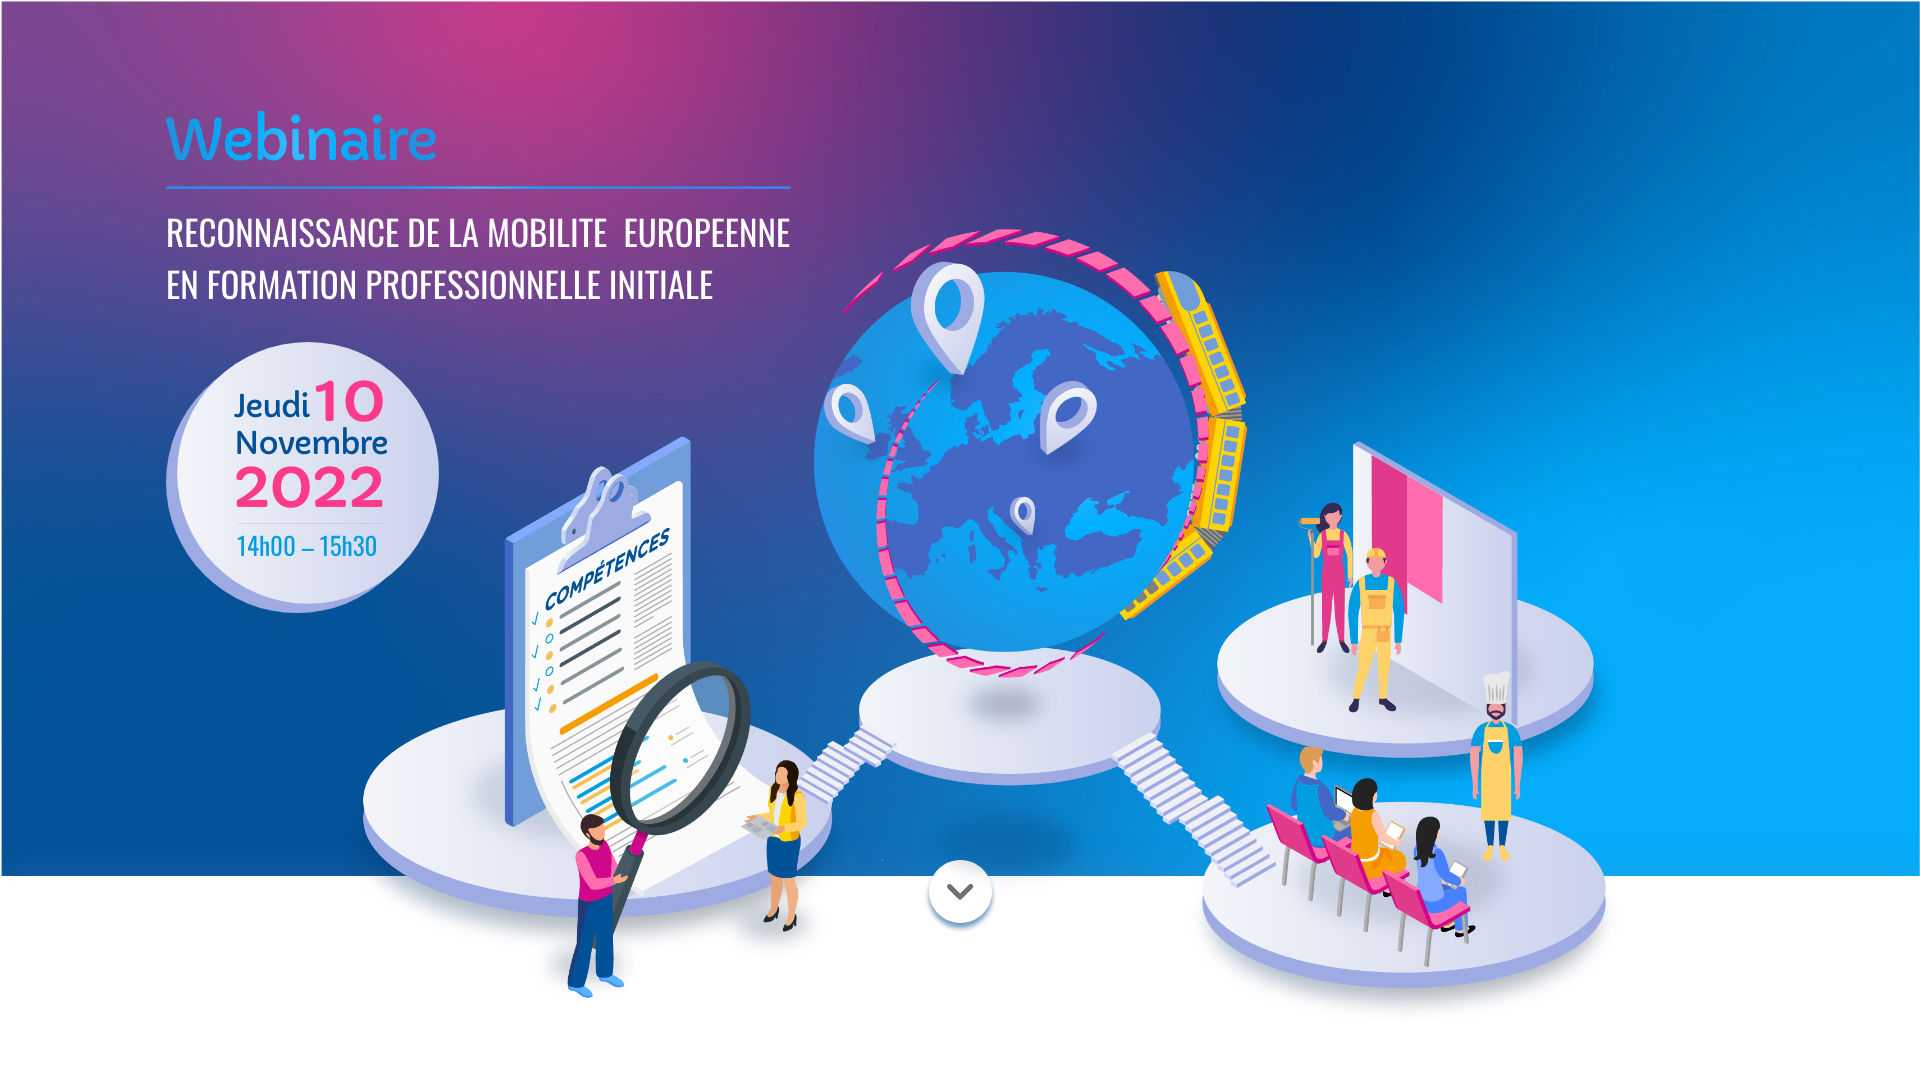 Webinaire
RECONNAISSANCE DE LA MOBILITE  EUROPEENNE
EN FORMATION PROFESSIONNELLE INITIALE
Jeudi 10
Novembre
2022
14h00 – 15h30
COMPÉTENCES